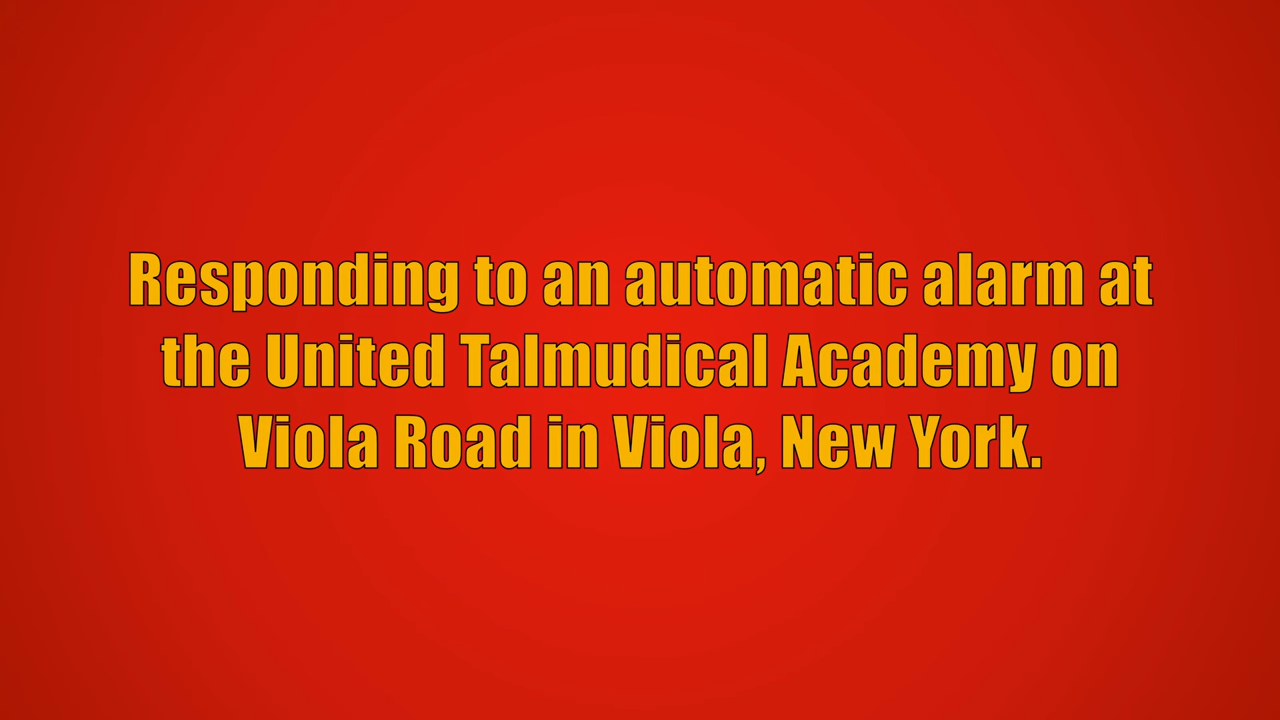 Responding to an automatic alarm at
the United Talmudical Academy on
Viola Road in Viola, New York.